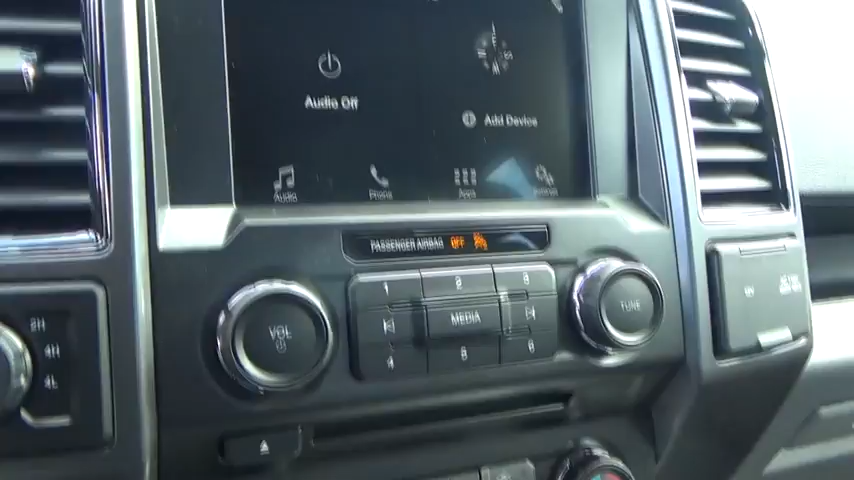 N
W E
S
Audio Off
Add Device
Audio Phone Apps
PASSENGER AIRBAG OFF
1 2 3
VOL
MEDIA
TUNE
4 5 6
2H
4H
4L